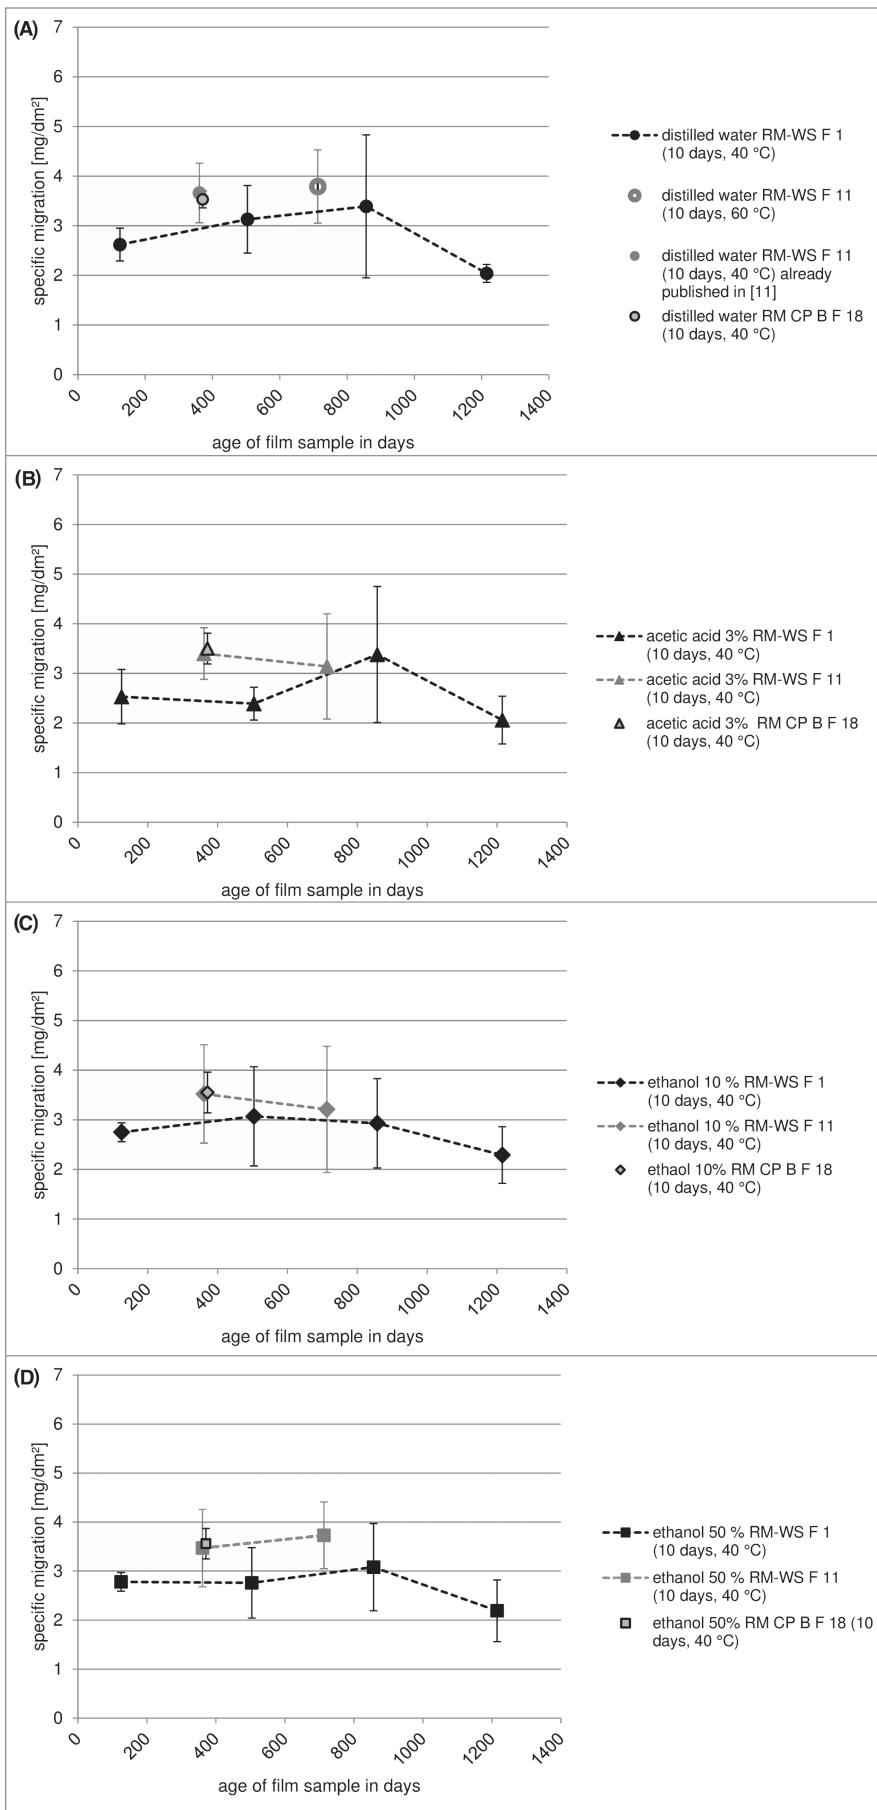 (A)
specific migration [mg/dm²]
7
6
5
4
3
2
1
0
0 200 400 600 800 1000 1200 1400
age of film sample in days
distilled water RM-WS F 1
(10 days, 40 °C)
distilled water RM-WS F 11
(10 days, 60 °C)
distilled water RM-WS F 11
(10 days, 40 °C) already
published in [11]
distilled water RM CP B F 18
(10 days, 40 °C)
(B)
specific migration [mg/dm²]
7
6
5
4
3
2
1
0
0 200 400 600 800 1000 1200 1400
age of film sample in days
acetic acid 3% RM-WS F 1
(10 days, 40 °C)
acetic acid 3% RM-WS F 11
(10 days, 40 °C)
acetic acid 3% RM CP B F 18
(10 days, 40 °C)
(C)
specific migration [mg/dm²]
7
6
5
4
3
2
1
0
0 200 400 600 800 1000 1200 1400
age of film sample in days
ethanol 10 % RM-WS F 1
(10 days, 40 °C)
ethanol 10 % RM-WS F 11
(10 days, 40 °C)
ethaol 10% RM CP B F 18
(10 days, 40 °C)
(D)
specific migration [mg/dm²]
7
6
5
4
3
2
1
0
0 200 400 600 800 1000 1200 1400
age of film sample in days
ethanol 50 % RM-WS F 1
(10 days, 40 °C)
ethanol 50 % RM-WS F 11
(10 days, 40 °C)
ethanol 50% RM CP B F 18 (10
days, 40 °C)